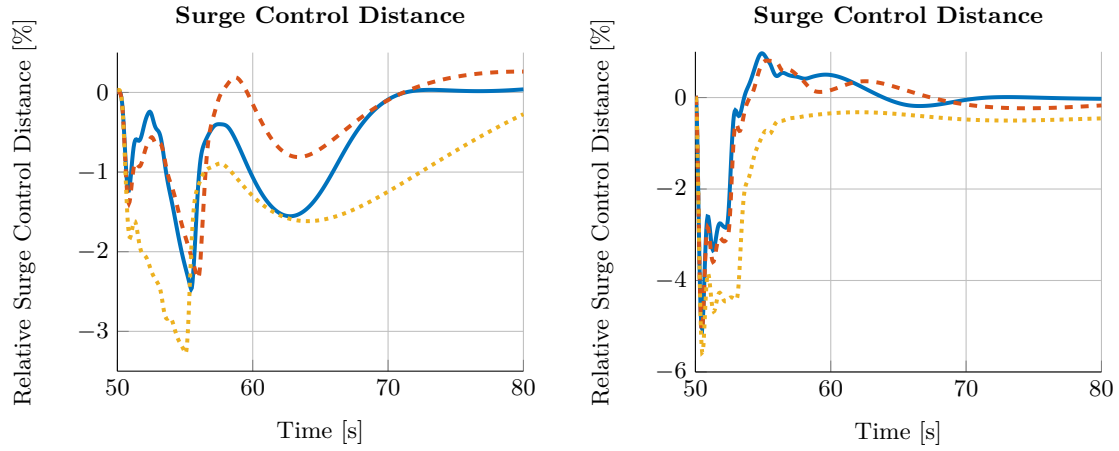 Surge Control Distance
Relative Surge Control Distance [%]
0
−1
−2
−3
50
60
70
80
Time [s]
Surge Control Distance
Relative Surge Control Distance [%]
0
−2
−4
−6
50
60
70
80
Time [s]